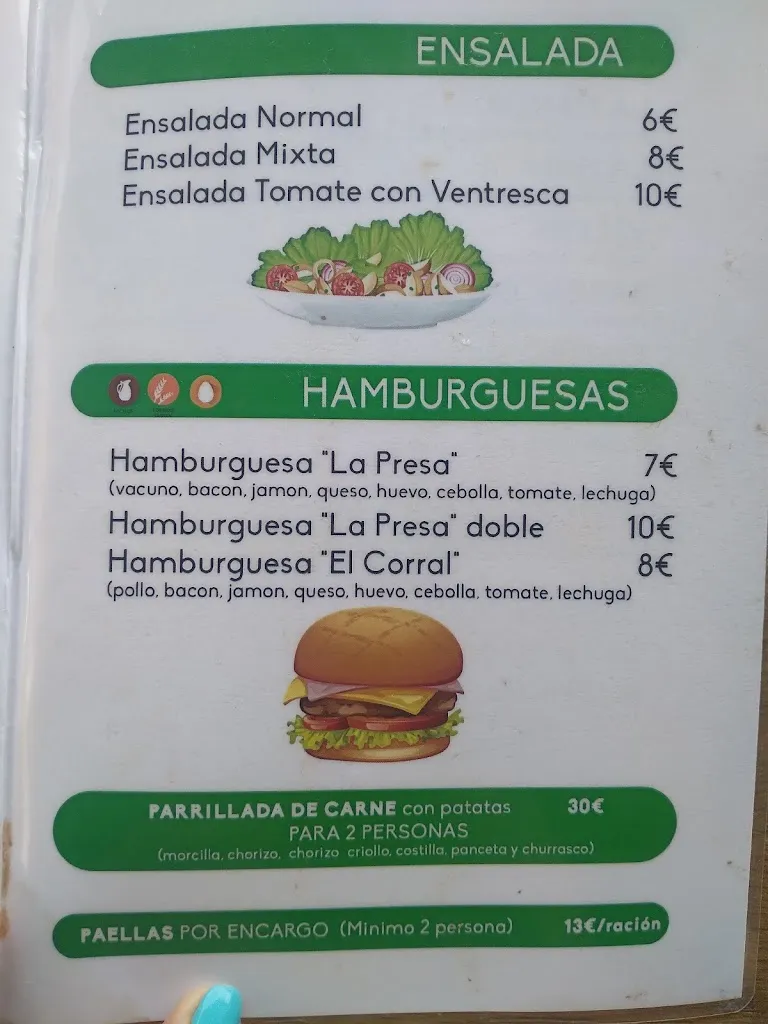 ENSALADA
Ensalada Normal 6€
Ensalada Mixta 8€
Ensalada Tomate con Ventresca 10€
HAMBURGUESAS
Hamburguesa "La Presa" 7€
(vacuno, bacon, jamon, queso, huevo, cebolla, tomate, lechuga)
Hamburguesa "La Presa" doble 10€
Hamburguesa "El Corral" 8€
(pollo, bacon, jamon, queso, huevo, cebolla, tomate, lechuga)
PARRILLADA DE CARNE con patatas 30€
PARA 2 PERSONAS
(morcilla, chorizo, chorizo criollo, costilla, panceta y churrasco)
PAELLAS POR ENCARGO (Minimo 2 persona) 13€/ración